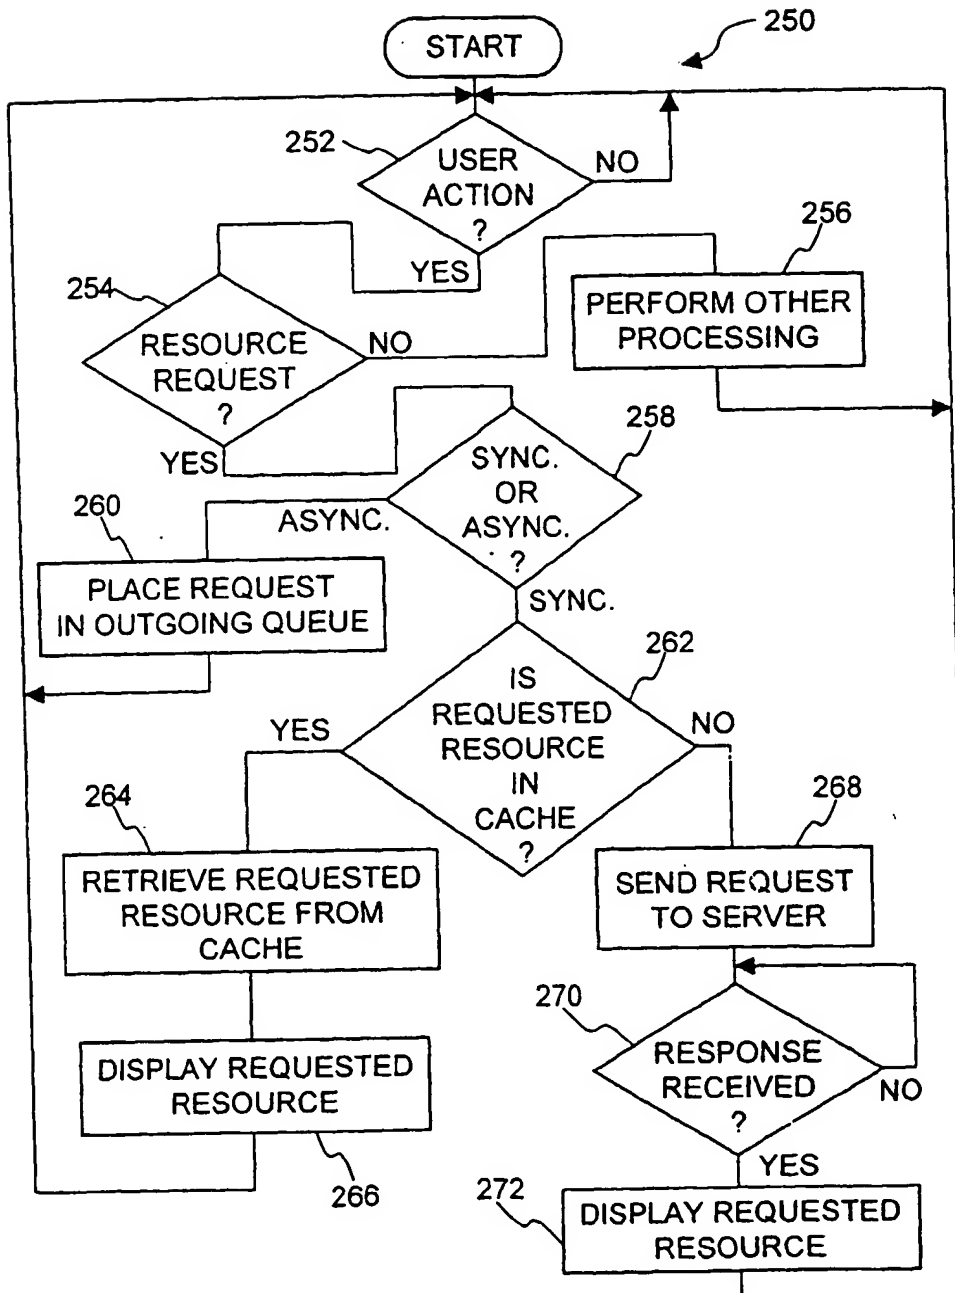 START
250
252
USER
ACTION
?
NO
YES
256
PERFORM OTHER
PROCESSING
254
RESOURCE
REQUEST
?
NO
YES
258
SYNC.
OR
ASYNC.
?
ASYNC.
SYNC.
260
PLACE REQUEST
IN OUTGOING QUEUE
262
IS
REQUESTED
RESOURCE
IN
CACHE
?
YES
NO
264
RETRIEVE REQUESTED
RESOURCE FROM
CACHE
268
SEND REQUEST
TO SERVER
DISPLAY REQUESTED
RESOURCE
266
270
RESPONSE
RECEIVED
?
NO
YES
272
DISPLAY REQUESTED
RESOURCE